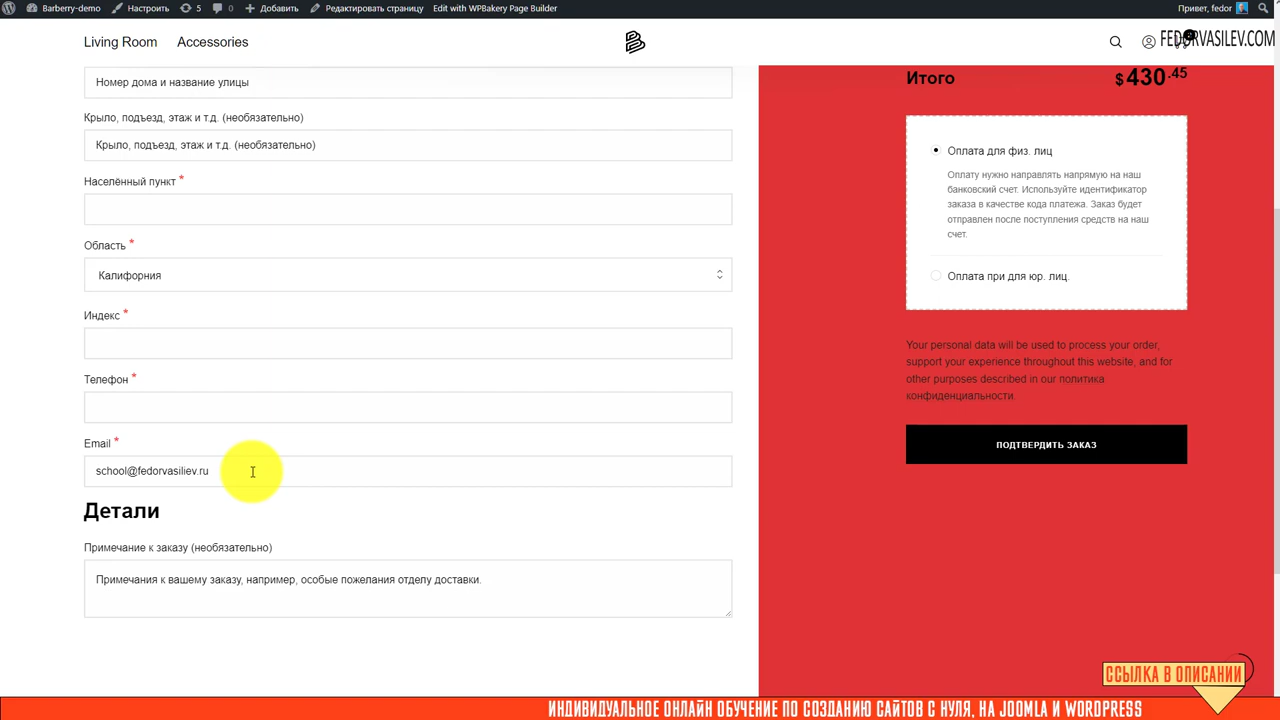 Barberry-demo
Настроить
5
0
Добавить
Редактировать страницу
Edit with WPBakery Page Builder
Привет, fedor
Living Room
Accessories
FEDORVASILEV.COM
Номер дома и название улицы
Итого
$430.45
Крыло, подъезд, этаж и т.д. (необязательно)
Крыло, подъезд, этаж и т.д. (необязательно)
Населённый пункт *
Область *
Калифорния
Индекс *
Телефон *
Email *
school@fedorvasiliev.ru
Детали
Примечание к заказу (необязательно)
Примечания к вашему заказу, например, особые пожелания отделу доставки.
Оплата для физ. лиц
Оплату нужно направлять напрямую на наш
банковский счет. Используйте идентификатор
заказа в качестве кода платежа. Заказ будет
отправлен после поступления средств на наш
счет.
Оплата при для юр. лиц.
Your personal data will be used to process your order,
support your experience throughout this website, and for
other purposes described in our политика
конфиденциальности.
ПОДТВЕРДИТЬ ЗАКАЗ
ССЫЛКА В ОПИСАНИИ
ИНДИВИДУАЛЬНОЕ ОНЛАЙН ОБУЧЕНИЕ ПО СОЗДАНИЮ САЙТОВ С НУЛЯ, НА JOOMLA И WORDPRESS